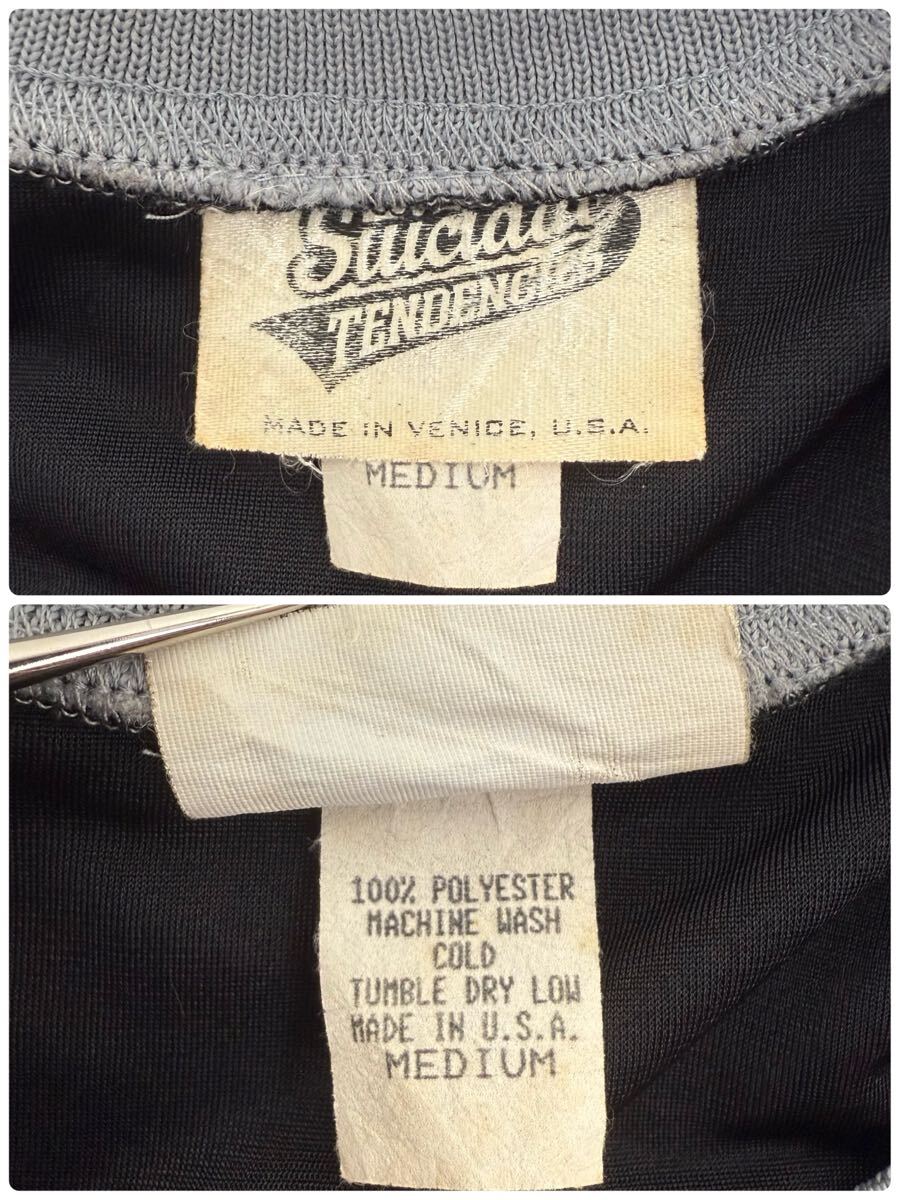 Suicidal
TENDENCIES
MADE IN VENICE, U.S.A.
MEDIUM
100% POLYESTER
MACHINE WASH
COLD
TUMBLE DRY LOW
MADE IN U.S.A.
MEDIUM